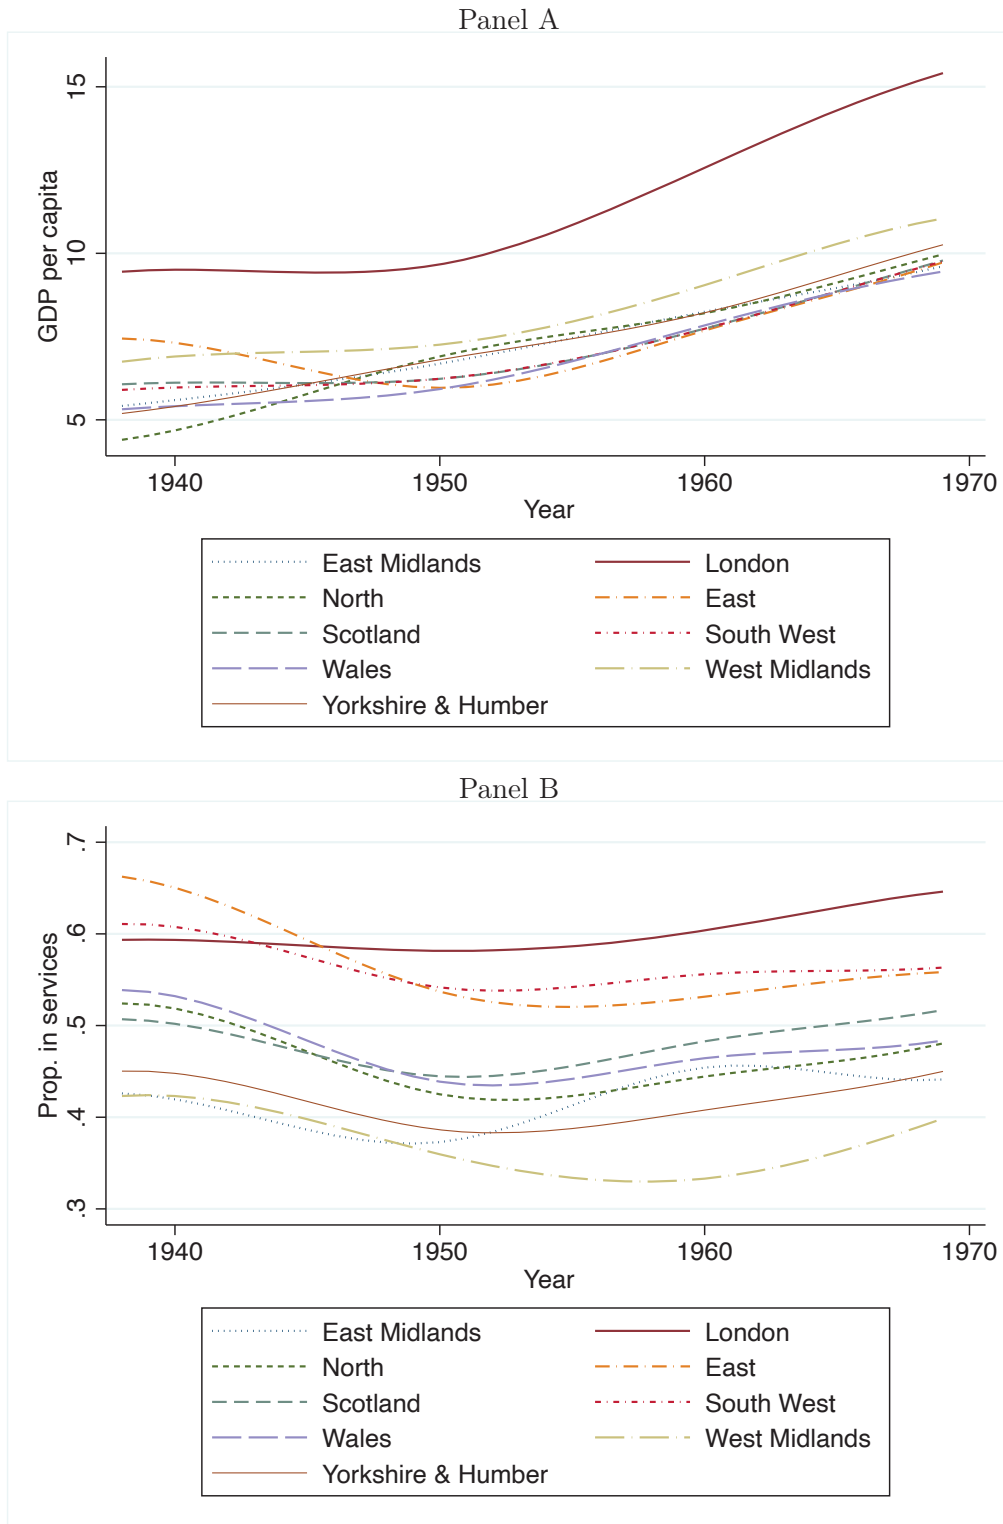 Panel A
15
10
5
GDP per capita
1940 1950 1960 1970
Year
East Midlands London
North East
Scotland South West
Wales West Midlands
Yorkshire & Humber
Panel B
.7
.6
.5
.4
.3
Prop. in services
1940 1950 1960 1970
Year
East Midlands London
North East
Scotland South West
Wales West Midlands
Yorkshire & Humber